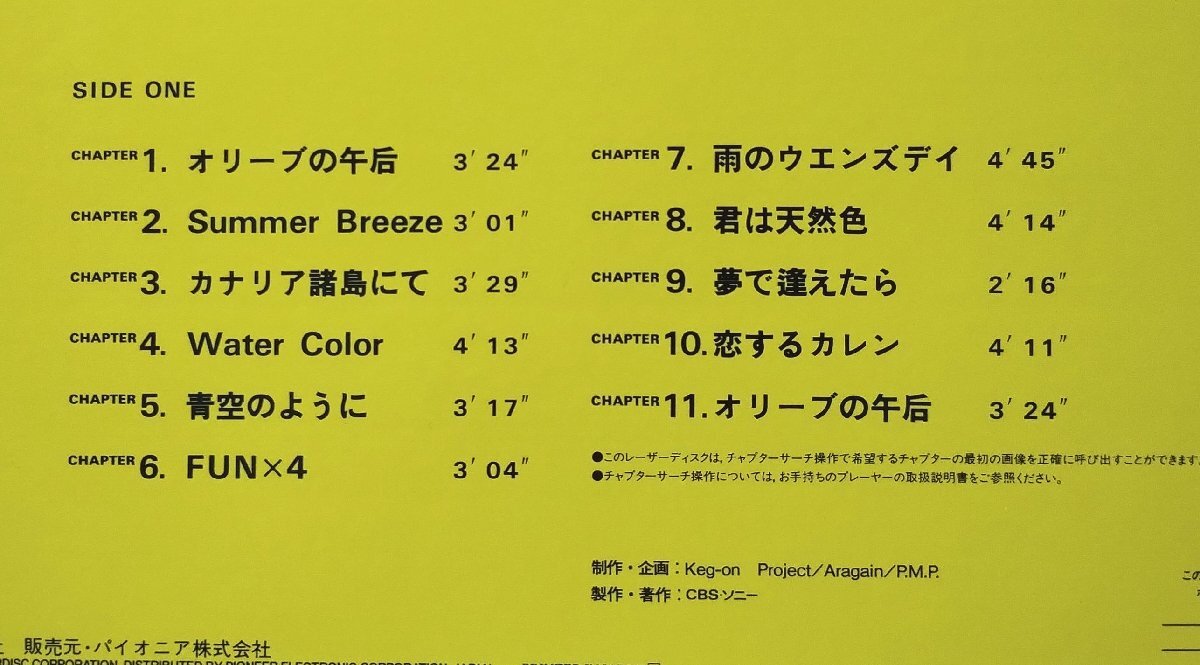 SIDE ONE
CHAPTER 1. オリーブの午后 3′ 24″
CHAPTER 2. Summer Breeze 3′ 01″
CHAPTER 3. カナリア諸島にて 3′ 29″
CHAPTER 4. Water Color 4′ 13″
CHAPTER 5. 青空のように 3′ 17″
CHAPTER 6. FUN×4 3′ 04″
CHAPTER 7. 雨のウエンズデイ 4′ 45″
CHAPTER 8. 君は天然色 4′ 14″
CHAPTER 9. 夢で逢えたら 2′ 16″
CHAPTER 10. 恋するカレン 4′ 11″
CHAPTER 11. オリーブの午后 3′ 24″
●このレーザーディスクは、チャプターサーチ操作で希望するチャプターの最初の画像を正確に呼び出すことができます
●チャプターサーチ操作については、お手持ちのプレーヤーの取扱説明書をご参照ください。
制作・企画：Keg-on Project／Aragain／P.M.P.
製作・著作：CBS・ソニー
この
販売元・パイオニア株式会社
CORPORATION, DISTRIBUTED BY PIONEER ELECTRONIC CORPORATION